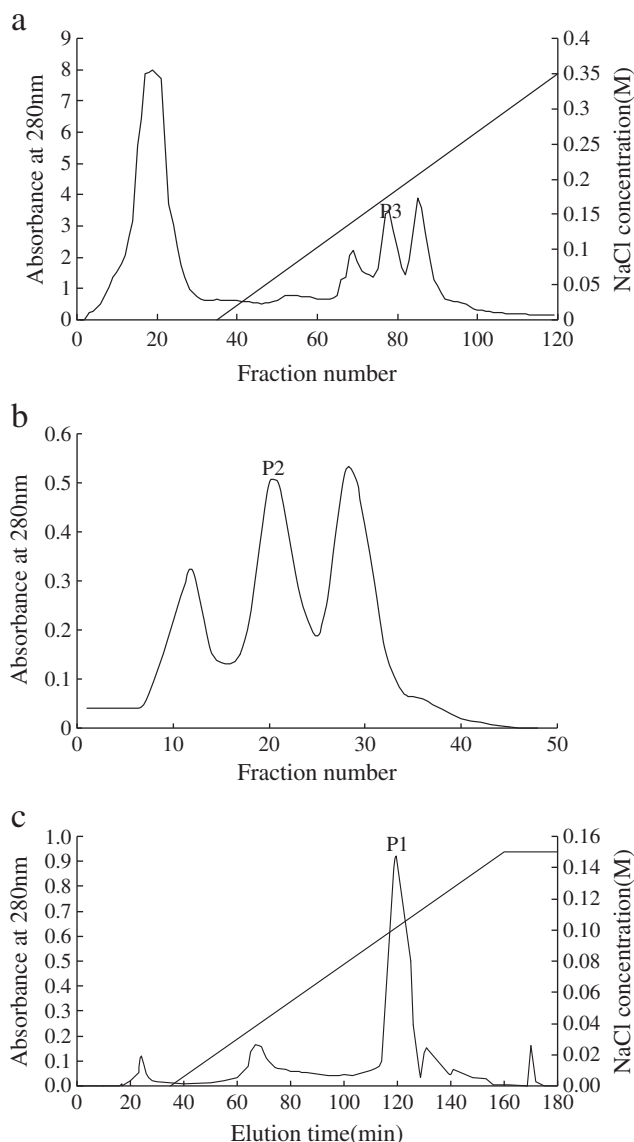 a
Absorbance at 280nm
9
8
7
6
5
4
3
2
1
0
P3
0.4
0.35
0.3
0.25
0.2
0.15
0.1
0.05
0
NaCl concentration(M)
0 20 40 60 80 100 120
Fraction number
b
Absorbance at 280nm
0.6
0.5
0.4
0.3
0.2
0.1
0
P2
0 10 20 30 40 50
Fraction number
c
Absorbance at 280nm
1.0
0.9
0.8
0.7
0.6
0.5
0.4
0.3
0.2
0.1
0.0
P1
0.16
0.14
0.12
0.10
0.08
0.06
0.04
0.02
0.00
NaCl concentration(M)
0 20 40 60 80 100 120 140 160 180
Elution time(min)